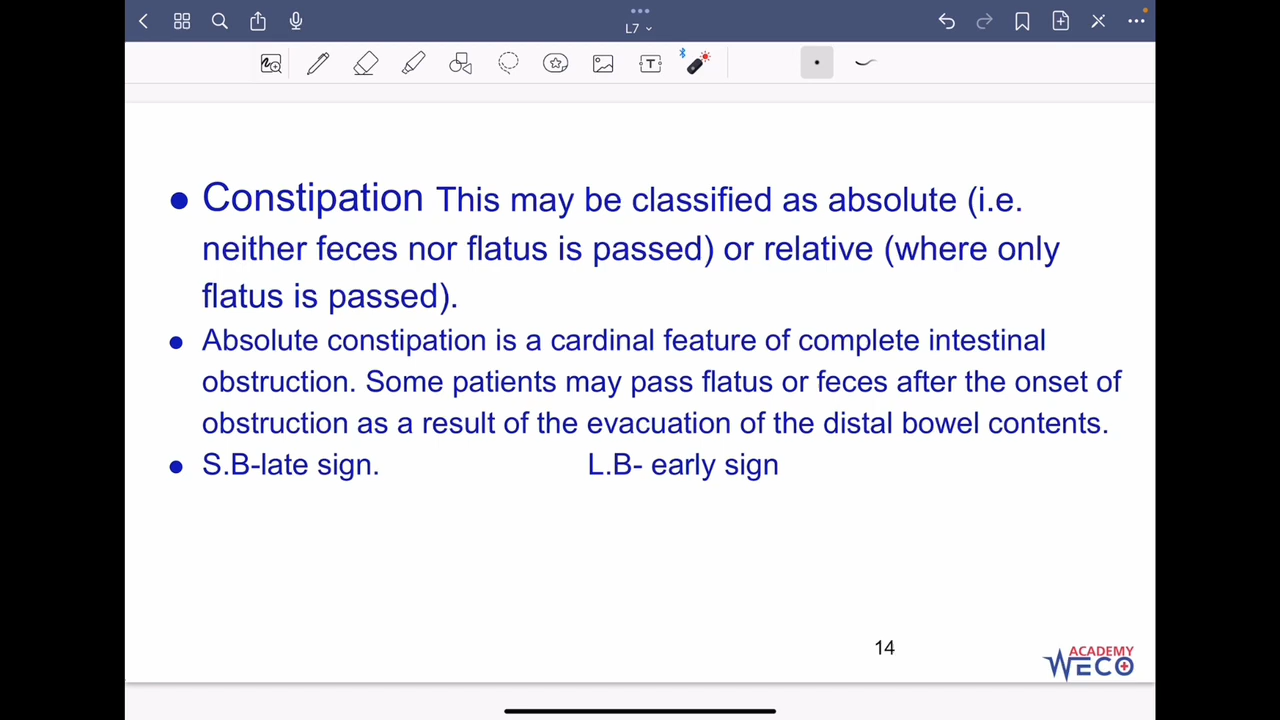 L7
● Constipation This may be classified as absolute (i.e.
neither feces nor flatus is passed) or relative (where only
flatus is passed).
● Absolute constipation is a cardinal feature of complete intestinal
obstruction. Some patients may pass flatus or feces after the onset of
obstruction as a result of the evacuation of the distal bowel contents.
● S.B-late sign. L.B- early sign
14
ACADEMY
WECO